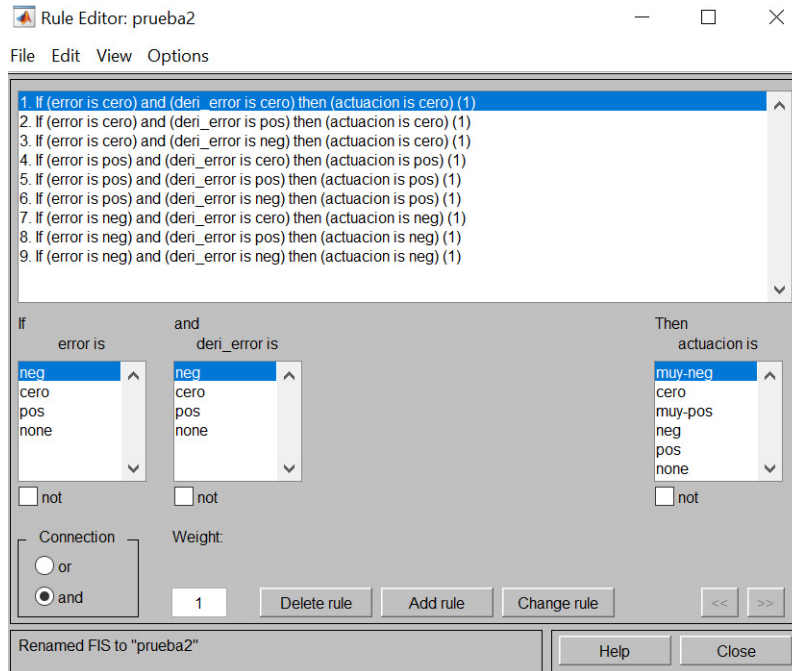 Rule Editor: prueba2
File Edit View Options
1. If (error is cero) and (deri_error is cero) then (actuacion is cero) (1)
2. If (error is cero) and (deri_error is pos) then (actuacion is cero) (1)
3. If (error is cero) and (deri_error is neg) then (actuacion is cero) (1)
4. If (error is pos) and (deri_error is cero) then (actuacion is pos) (1)
5. If (error is pos) and (deri_error is pos) then (actuacion is pos) (1)
6. If (error is pos) and (deri_error is neg) then (actuacion is pos) (1)
7. If (error is neg) and (deri_error is cero) then (actuacion is neg) (1)
8. If (error is neg) and (deri_error is pos) then (actuacion is neg) (1)
9. If (error is neg) and (deri_error is neg) then (actuacion is neg) (1)
If
error is
neg
cero
pos
none
not
and
deri_error is
neg
cero
pos
none
not
Then
actuacion is
muy-neg
cero
muy-pos
neg
pos
none
not
Connection
or
and
Weight:
1
Delete rule
Add rule
Change rule
<<
>>
Renamed FIS to "prueba2"
Help
Close